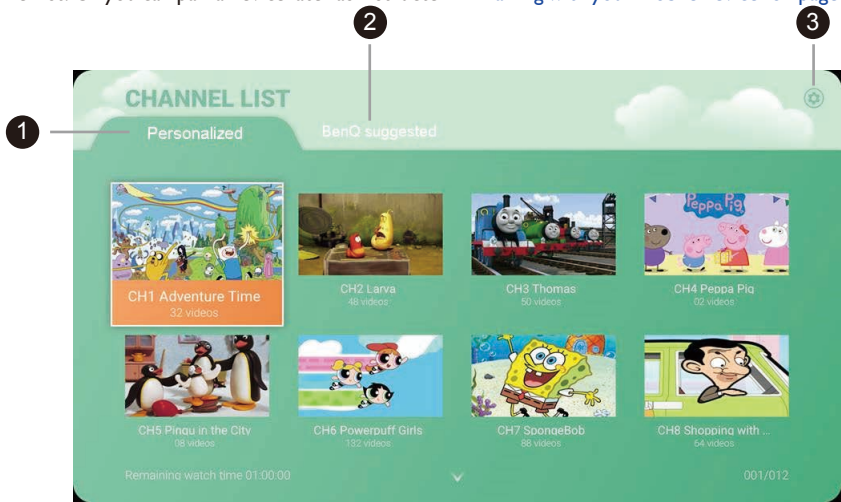 2
3
CHANNEL LIST
1
Personalized
BenQ suggested
Peppa Pig
CH1 Adventure Time
32 videos
CH2 Larva
48 videos
CH3 Thomas
50 videos
CH4 Peppa Pig
02 videos
CH5 Pingu in the City
08 videos
CH6 Powerpuff Girls
132 videos
CH7 SpongeBob
88 videos
CH8 Shopping with ...
64 videos
Remaining watch time 01:00:00
001/012